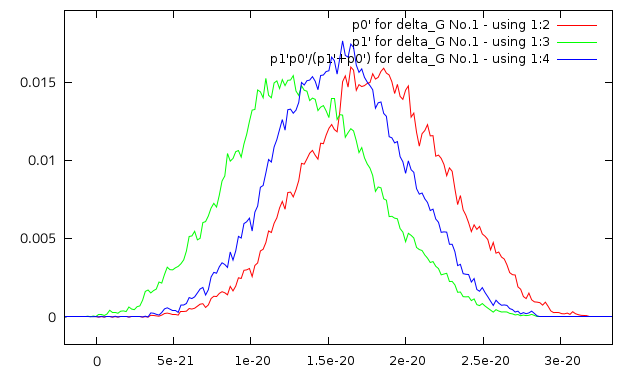 p0' for delta_G No.1 - using 1:2
p1' for delta_G No.1 - using 1:3
p1'p0'/(p1'+p0') for delta_G No.1 - using 1:4
0.015
0.01
0.005
0
0 5e-21 1e-20 1.5e-20 2e-20 2.5e-20 3e-20